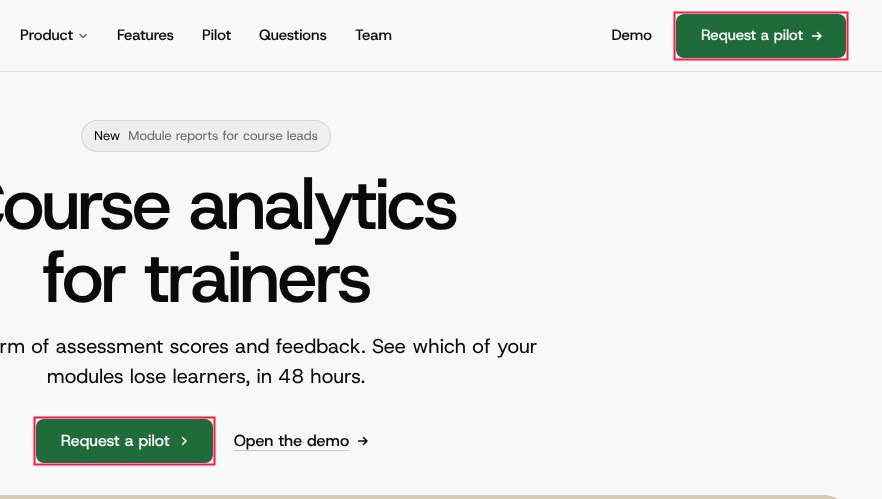 Product Features Pilot Questions Team Demo Request a pilot →
New Module reports for course leads
ourse analytics
for trainers
rm of assessment scores and feedback. See which of your
modules lose learners, in 48 hours.
Request a pilot › Open the demo →